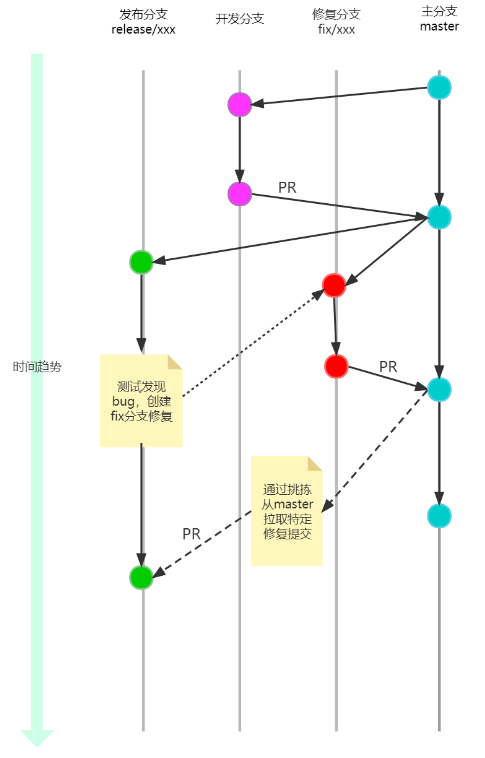 发布分支
release/xxx
开发分支
修复分支
fix/xxx
主分支
master
PR
时间趋势
测试发现
bug，创建
fix分支修复
PR
通过挑拣
从master
拉取特定
修复提交
PR